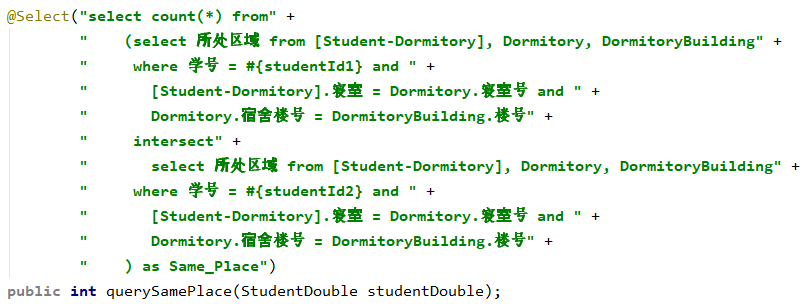 @Select("select count(*) from" +
"    (select 所处区域 from [Student-Dormitory], Dormitory, DormitoryBuilding" +
"     where 学号 = #{studentId1} and " +
"       [Student-Dormitory].寝室 = Dormitory.寝室号 and " +
"       Dormitory.宿舍楼号 = DormitoryBuilding.楼号" +
"     intersect" +
"       select 所处区域 from [Student-Dormitory], Dormitory, DormitoryBuilding" +
"     where 学号 = #{studentId2} and " +
"       [Student-Dormitory].寝室 = Dormitory.寝室号 and " +
"       Dormitory.宿舍楼号 = DormitoryBuilding.楼号" +
"    ) as Same_Place")
public int querySamePlace(StudentDouble studentDouble);